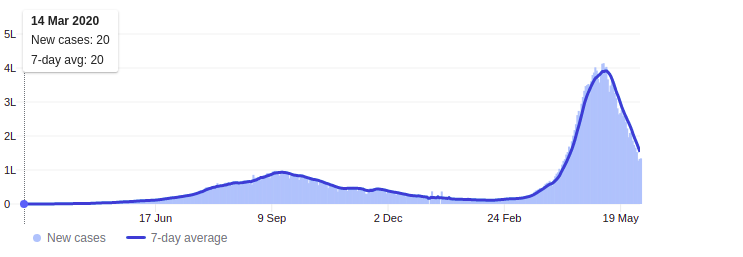 14 Mar 2020
New cases: 20
7-day avg: 20
5L
4L
3L
2L
1L
0
17 Jun 9 Sep 2 Dec 24 Feb 19 May
New cases 7-day average